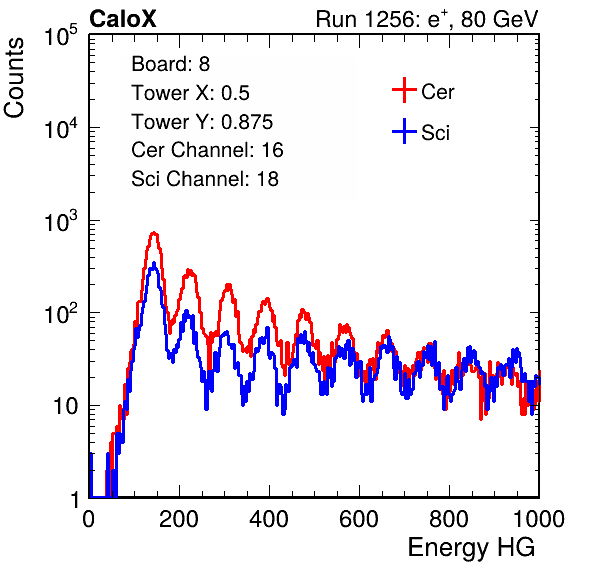 CaloX Run 1256: e⁺, 80 GeV
Board: 8
Tower X: 0.5
Tower Y: 0.875
Cer Channel: 16
Sci Channel: 18
Cer
Sci
Counts
10⁵
10⁴
10³
10²
10
1
0 200 400 600 800 1000
Energy HG